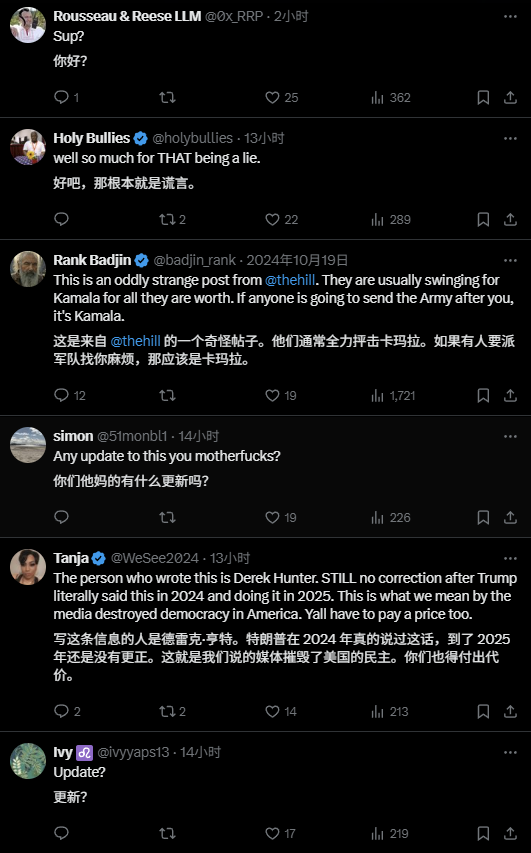 Rousseau & Reese LLM @0x_RRP · 2小时
Sup?
你好?
1 25 362
Holy Bullies @holybullies · 13小时
well so much for THAT being a lie.
好吧，那根本就是谎言。
2 22 289
Rank Badjin @badjin_rank · 2024年10月19日
This is an oddly strange post from @thehill. They are usually swinging for
Kamala for all they are worth. If anyone is going to send the Army after you,
it's Kamala.
这是来自 @thehill 的一个奇怪帖子。他们通常全力抨击卡玛拉。如果有人要派
军队找你麻烦，那应该是卡玛拉。
12 19 1,721
simon @51monbl1 · 14小时
Any update to this you motherfucks?
你们他妈的有什么更新吗?
19 226
Tanja @WeSee2024 · 13小时
The person who wrote this is Derek Hunter. STILL no correction after Trump
literally said this in 2024 and doing it in 2025. This is what we mean by the
media destroyed democracy in America. Yall have to pay a price too.
写这条信息的人是德雷克·亨特。特朗普在 2024 年真的说过这话，到了 2025
年还是没有更正。这就是我们说的媒体摧毁了美国的民主。你们也得付出代
价。
2 2 14 213
Ivy ♌ @ivyyaps13 · 14小时
Update?
更新?
17 219